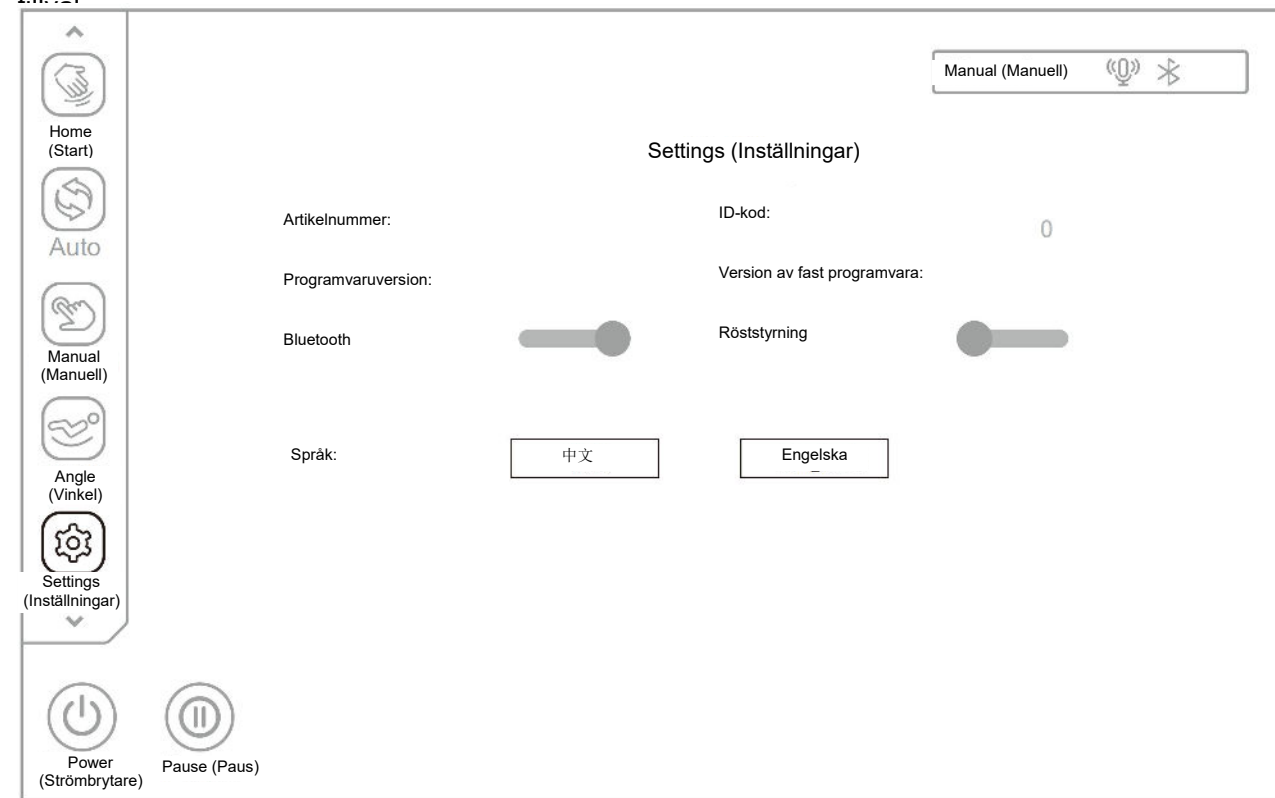 Manual (Manuell)
Home
(Start)
Settings (Inställningar)
Artikelnummer:
ID-kod:
0
Auto
Programvaruversion:
Version av fast programvara:
Bluetooth
Röststyrning
Manual
(Manuell)
Språk:
中文
Engelska
Angle
(Vinkel)
Settings
(Inställningar)
Power
(Strömbrytare)
Pause (Paus)